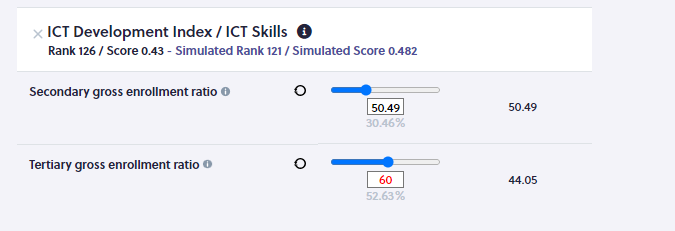 ICT Development Index / ICT Skills
Rank 126 / Score 0.43 - Simulated Rank 121 / Simulated Score 0.482
Secondary gross enrollment ratio
50.49
50.49
30.46%
Tertiary gross enrollment ratio
60
44.05
52.63%